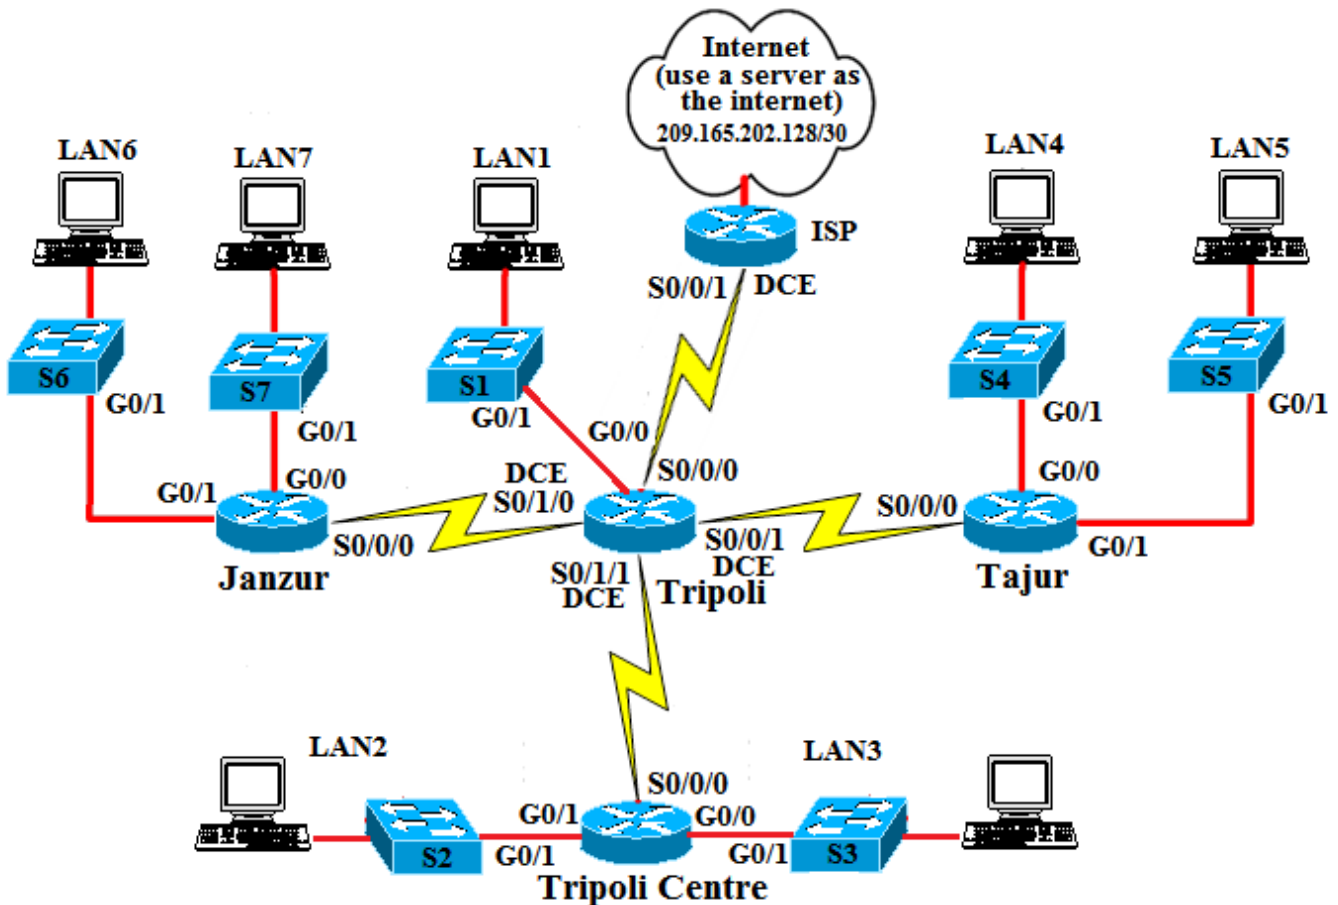 Internet
(use a server as
the internet)
209.165.202.128/30
LAN6
LAN7
LAN1
LAN4
LAN5
ISP
S0/0/1
DCE
S6
S7
S1
S4
S5
G0/1
G0/1
G0/1
G0/1
G0/1
G0/0
G0/1
G0/0
DCE
S0/1/0
S0/0/0
S0/0/0
G0/0
S0/0/0
S0/0/1
DCE
G0/1
Janzur
S0/1/1
DCE
Tripoli
Tajur
LAN2
LAN3
S0/0/0
G0/1
G0/0
S2
G0/1
G0/1
S3
Tripoli Centre